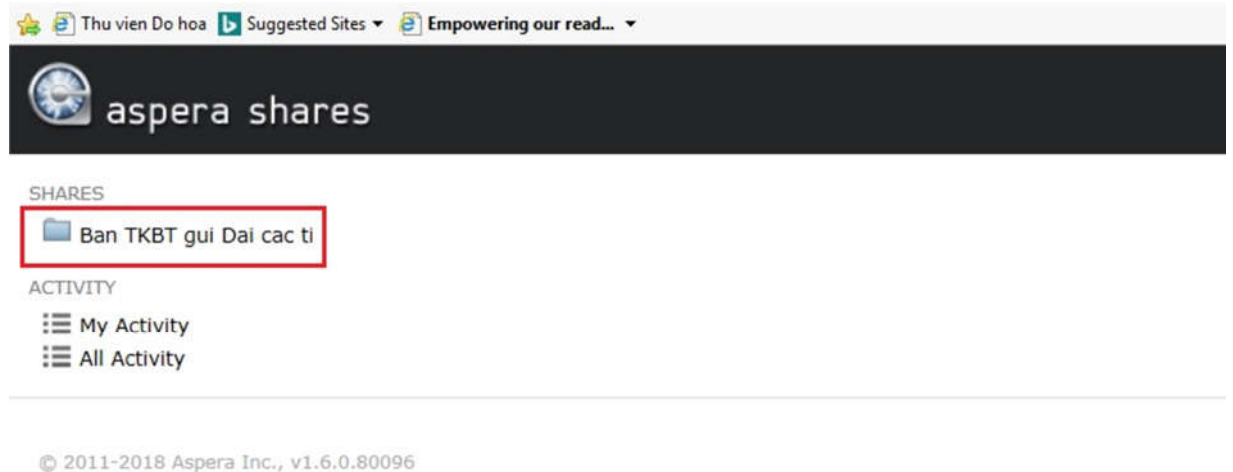 Thu vien Do hoa Suggested Sites Empowering our read...
aspera shares
SHARES
Ban TKBT gui Dai cac ti
ACTIVITY
My Activity
All Activity
© 2011-2018 Aspera Inc., v1.6.0.80096